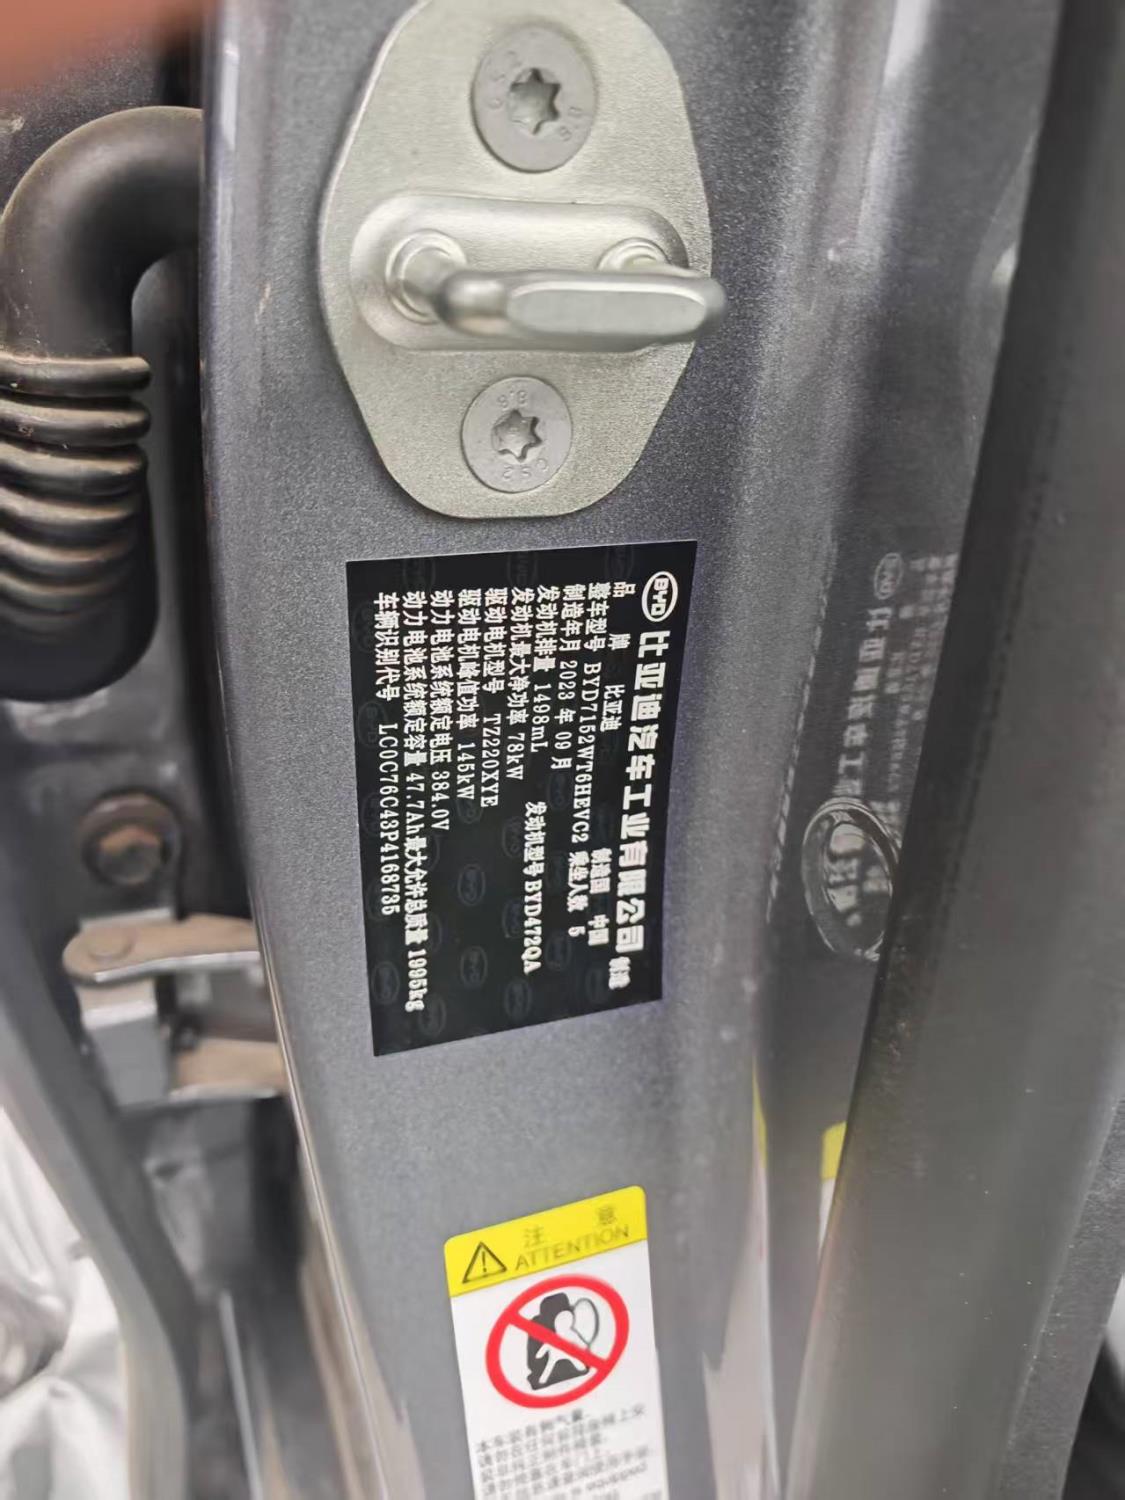 BYD 比亚迪汽车工业有限公司 制造
品 牌 比亚迪 制造国 中国
整车型号 BYD7152WT6HEVC2 乘坐人数 5
制造年月 2023 年 09 月
发动机排量 1498mL 发动机型号 BYD472QA
发动机最大净功率 78kW
驱动电机型号 TZ220XYE
驱动电机峰值功率 145kW
动力电池系统额定电压 384.0V
动力电池系统额定容量 47.7Ah 最大允许总质量 1995kg
车辆识别代号 LC0C76C43P4168735
注 意
ATTENTION